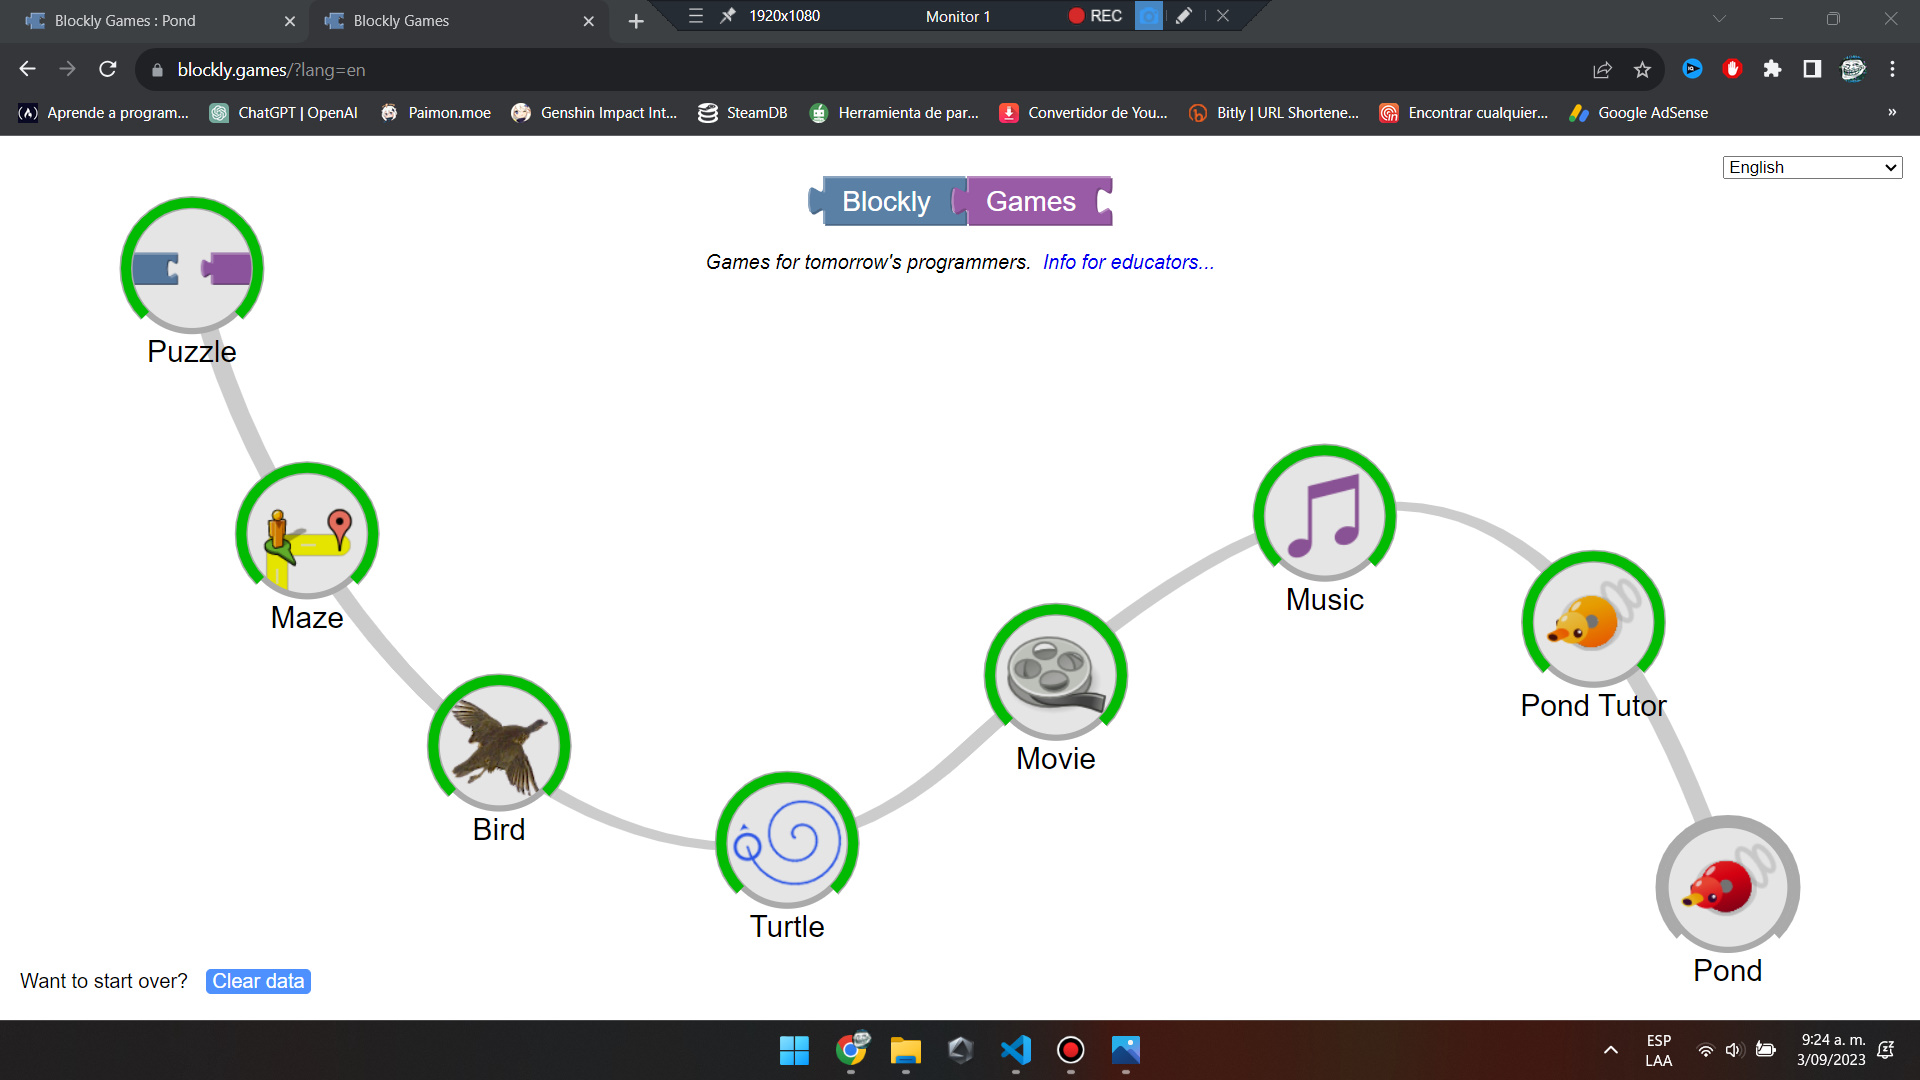 Blockly Games : Pond
Blockly Games
1920x1080
Monitor 1
REC
blockly.games/?lang=en
Aprende a program...
ChatGPT | OpenAI
Paimon.moe
Genshin Impact Int...
SteamDB
Herramienta de par...
Convertidor de You...
Bitly | URL Shortene...
Encontrar cualquier...
Google AdSense
»
English
Blockly Games
Games for tomorrow's programmers. Info for educators...
Puzzle
Maze
Bird
Turtle
Movie
Music
Pond Tutor
Pond
Want to start over? Clear data
ESP
LAA
9:24 a. m.
3/09/2023